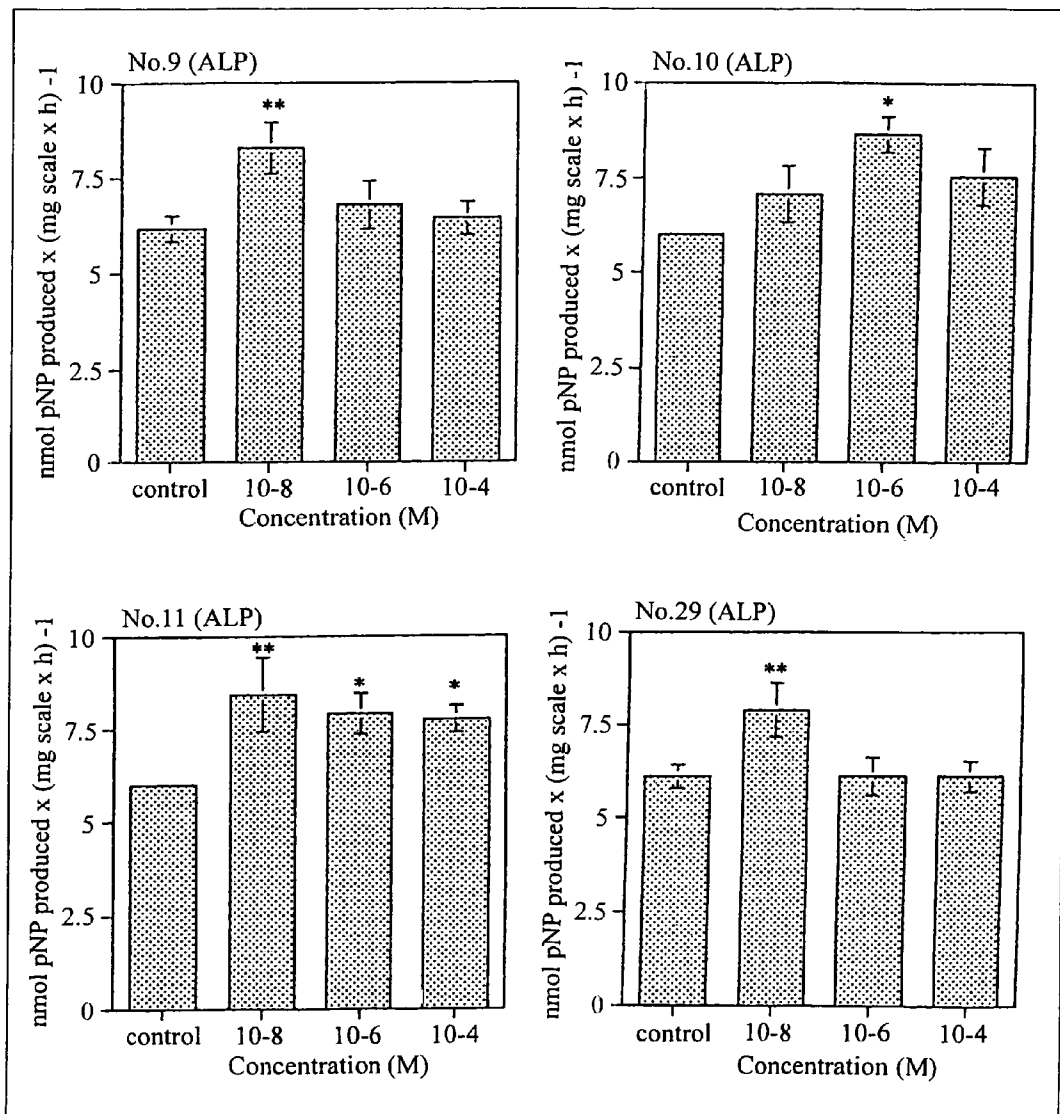 No.9 (ALP)
nmol pNP produced x (mg scale x h) -1
10
7.5
5
2.5
0
**
control 10-8 10-6 10-4
Concentration (M)
No.10 (ALP)
nmol pNP produced x (mg scale x h) -1
10
7.5
5
2.5
0
*
control 10-8 10-6 10-4
Concentration (M)
No.11 (ALP)
nmol pNP produced x (mg scale x h) -1
10
7.5
5
2.5
0
** * *
control 10-8 10-6 10-4
Concentration (M)
No.29 (ALP)
nmol pNP produced x (mg scale x h) -1
10
7.5
5
2.5
0
**
control 10-8 10-6 10-4
Concentration (M)